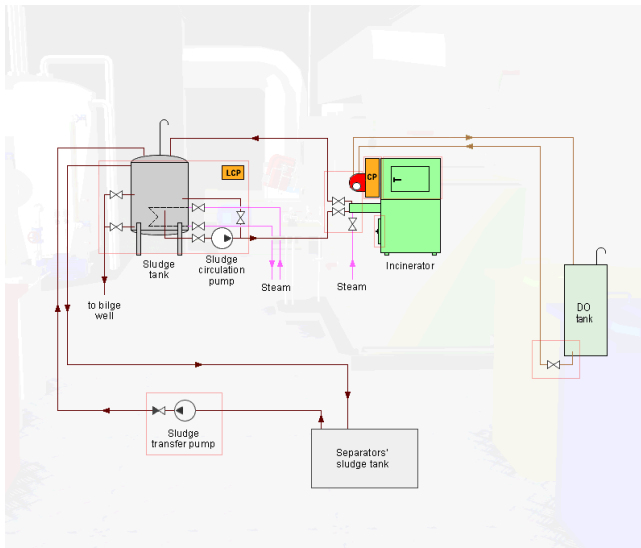 LCP
CP
Sludge
tank
Sludge
circulation
pump
Steam
Steam
Incinerator
to bilge
well
DO
tank
Sludge
transfer pump
Separators'
sludge tank